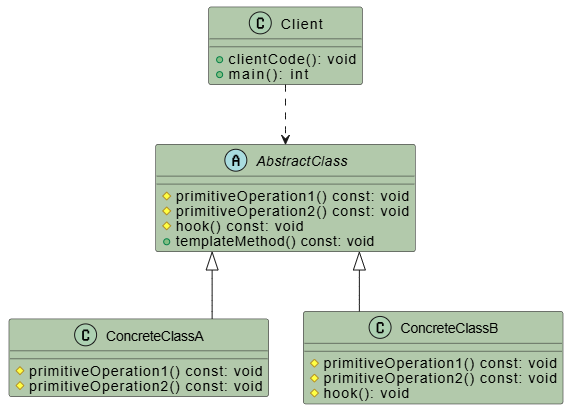 C Client
clientCode(): void
main(): int
A AbstractClass
primitiveOperation1() const: void
primitiveOperation2() const: void
hook() const: void
templateMethod() const: void
C ConcreteClassA
primitiveOperation1() const: void
primitiveOperation2() const: void
C ConcreteClassB
primitiveOperation1() const: void
primitiveOperation2() const: void
hook(): void